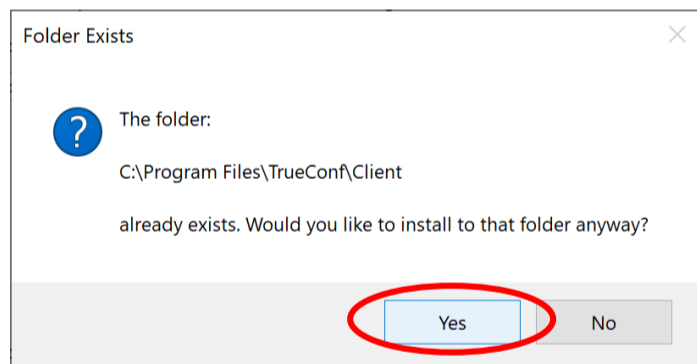 Folder Exists
The folder:
C:\Program Files\TrueConf\Client
already exists. Would you like to install to that folder anyway?
Yes
No